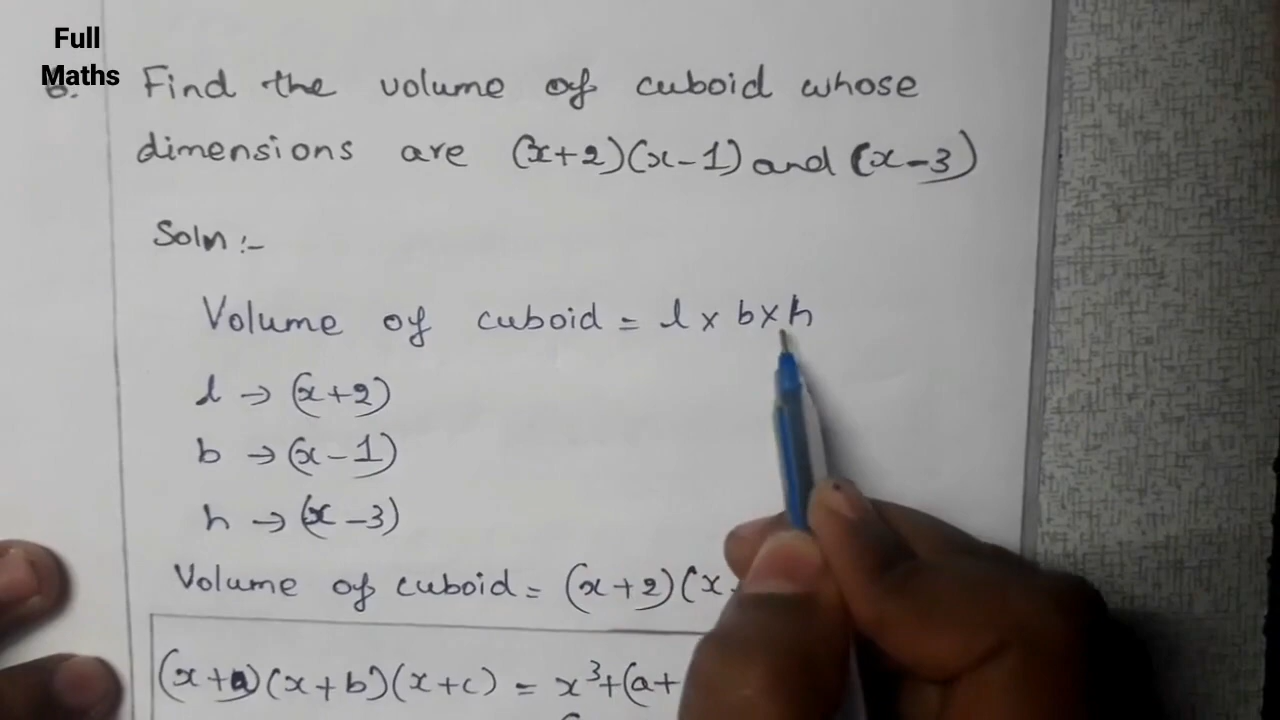 Full
Maths
Find the volume of cuboid whose
dimensions are (x+2)(x-1) and (x-3)
Soln :-
Volume of cuboid = l x b x h
l → (x+2)
b → (x-1)
h → (x-3)
Volume of cuboid = (x+2)(x
(x+a)(x+b)(x+c) = x³+(a+